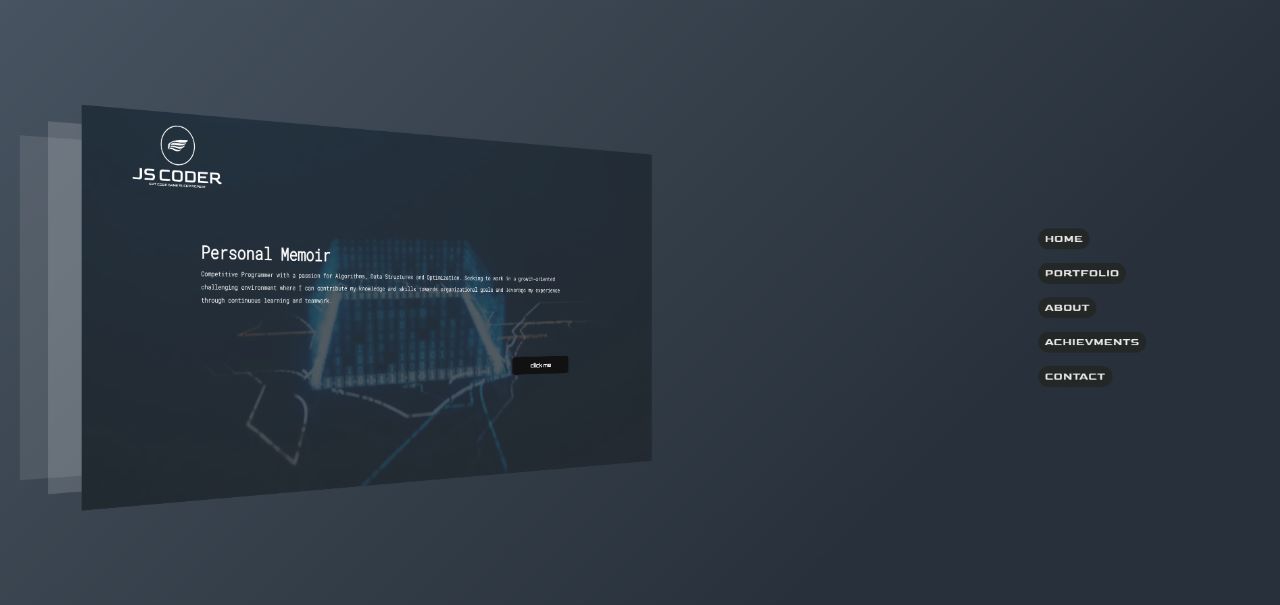 JS CODER
Personal Memoir
Competitive Programmer with a passion for Algorithms, Data Structures and Optimization. Seeking to work in a growth-oriented
challenging environment where I can contribute my knowledge and skills towards organizational goals and leverage my experience
through continuous learning and teamwork.
click me
HOME
PORTFOLIO
ABOUT
ACHIEVMENTS
CONTACT